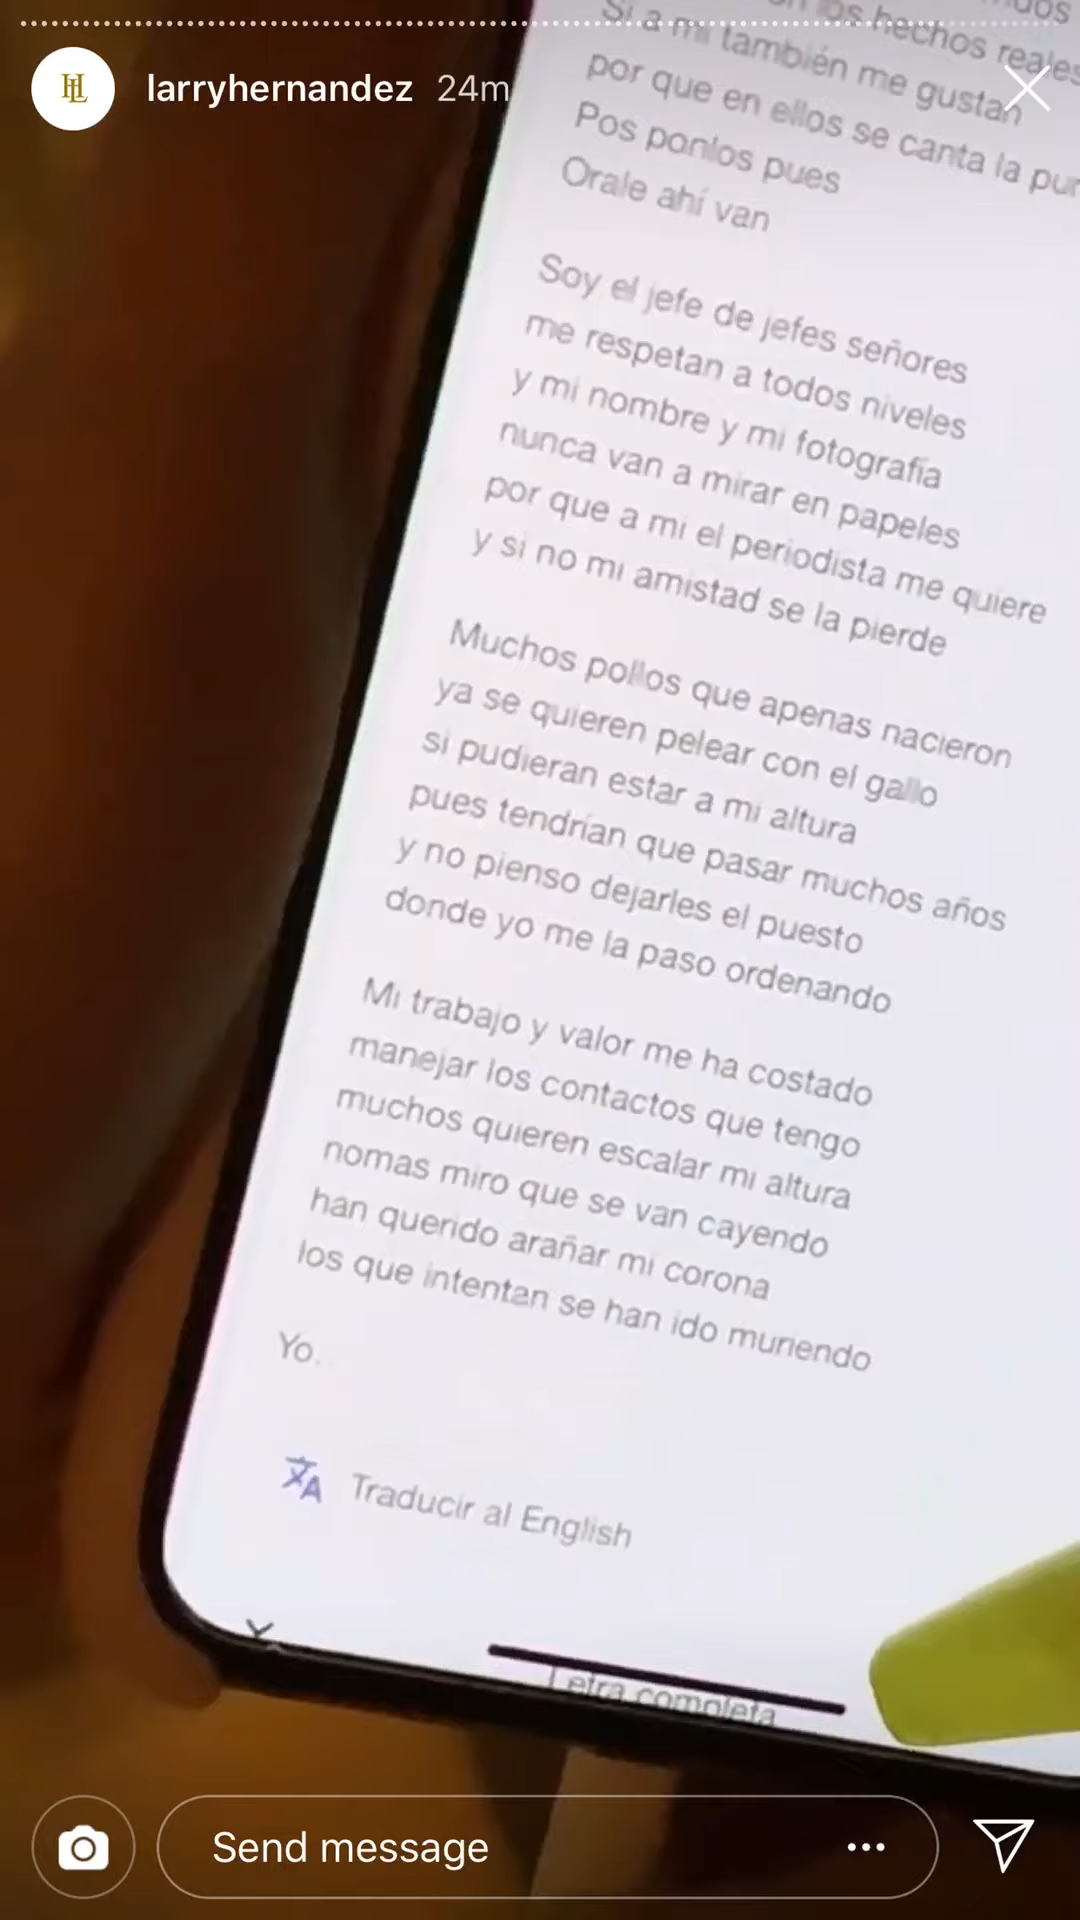 larryhernandez 24m
los hechos reales
Si a mi también me gustan
por que en ellos se canta la
Pos ponlos pues
Orale ahí van
Soy el jefe de jefes señores
me respetan a todos niveles
y mi nombre y mi fotografía
nunca van a mirar en papeles
por que a mi el periodista me quiere
y si no mi amistad se la pierde
Muchos pollos que apenas nacieron
ya se quieren pelear con el gallo
si pudieran estar a mi altura
pues tendrían que pasar muchos años
y no pienso dejarles el puesto
donde yo me la paso ordenando
Mi trabajo y valor me ha costado
manejar los contactos que tengo
muchos quieren escalar mi altura
nomas miro que se van cayendo
han querido arañar mi corona
los que intentan se han ido muriendo
Yo.
Traducir al English
Letra completa
Send message